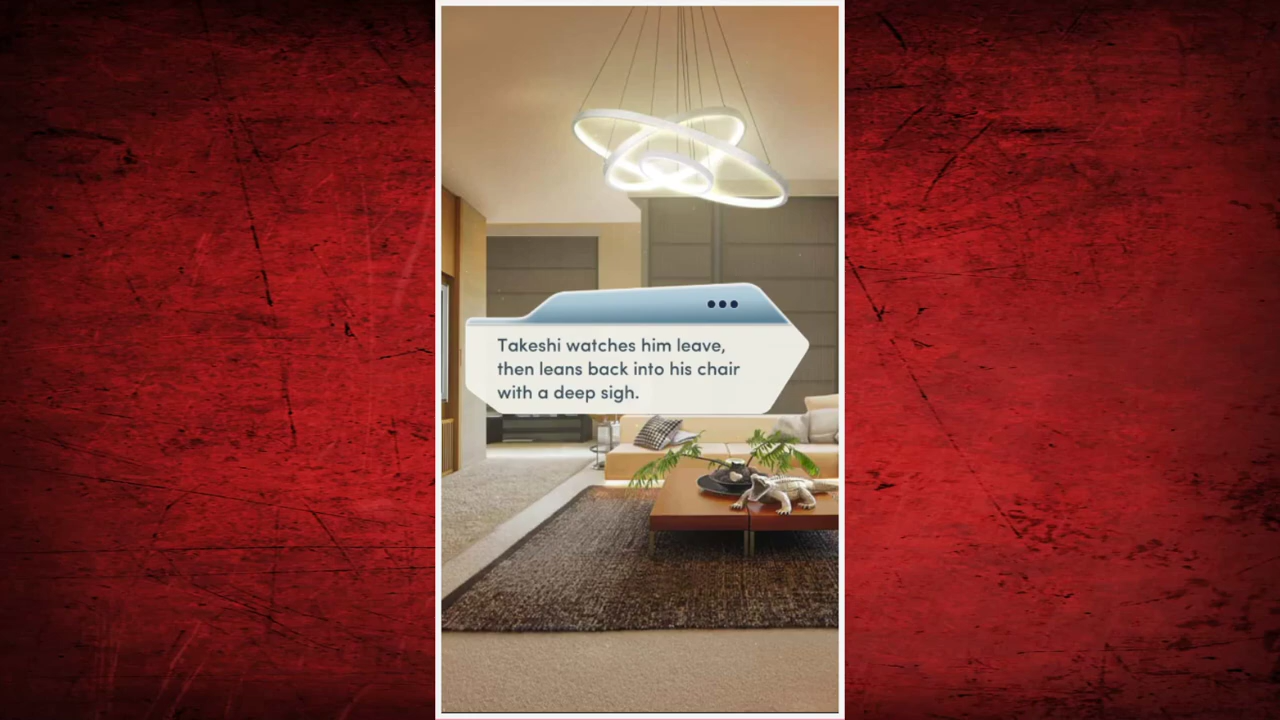 Takeshi watches him leave,
then leans back into his chair
with a deep sigh.